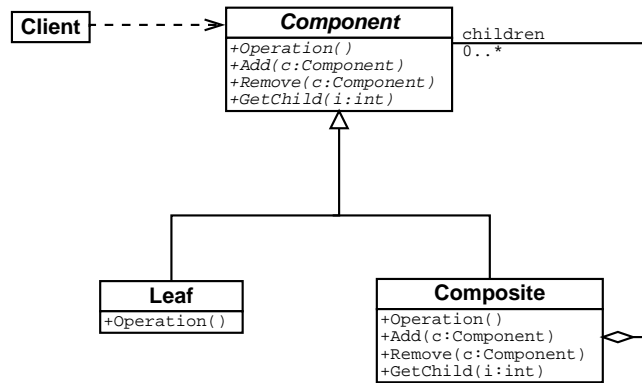 Client
Component
+Operation()
+Add(c:Component)
+Remove(c:Component)
+GetChild(i:int)
children
0..*
Leaf
+Operation()
Composite
+Operation()
+Add(c:Component)
+Remove(c:Component)
+GetChild(i:int)